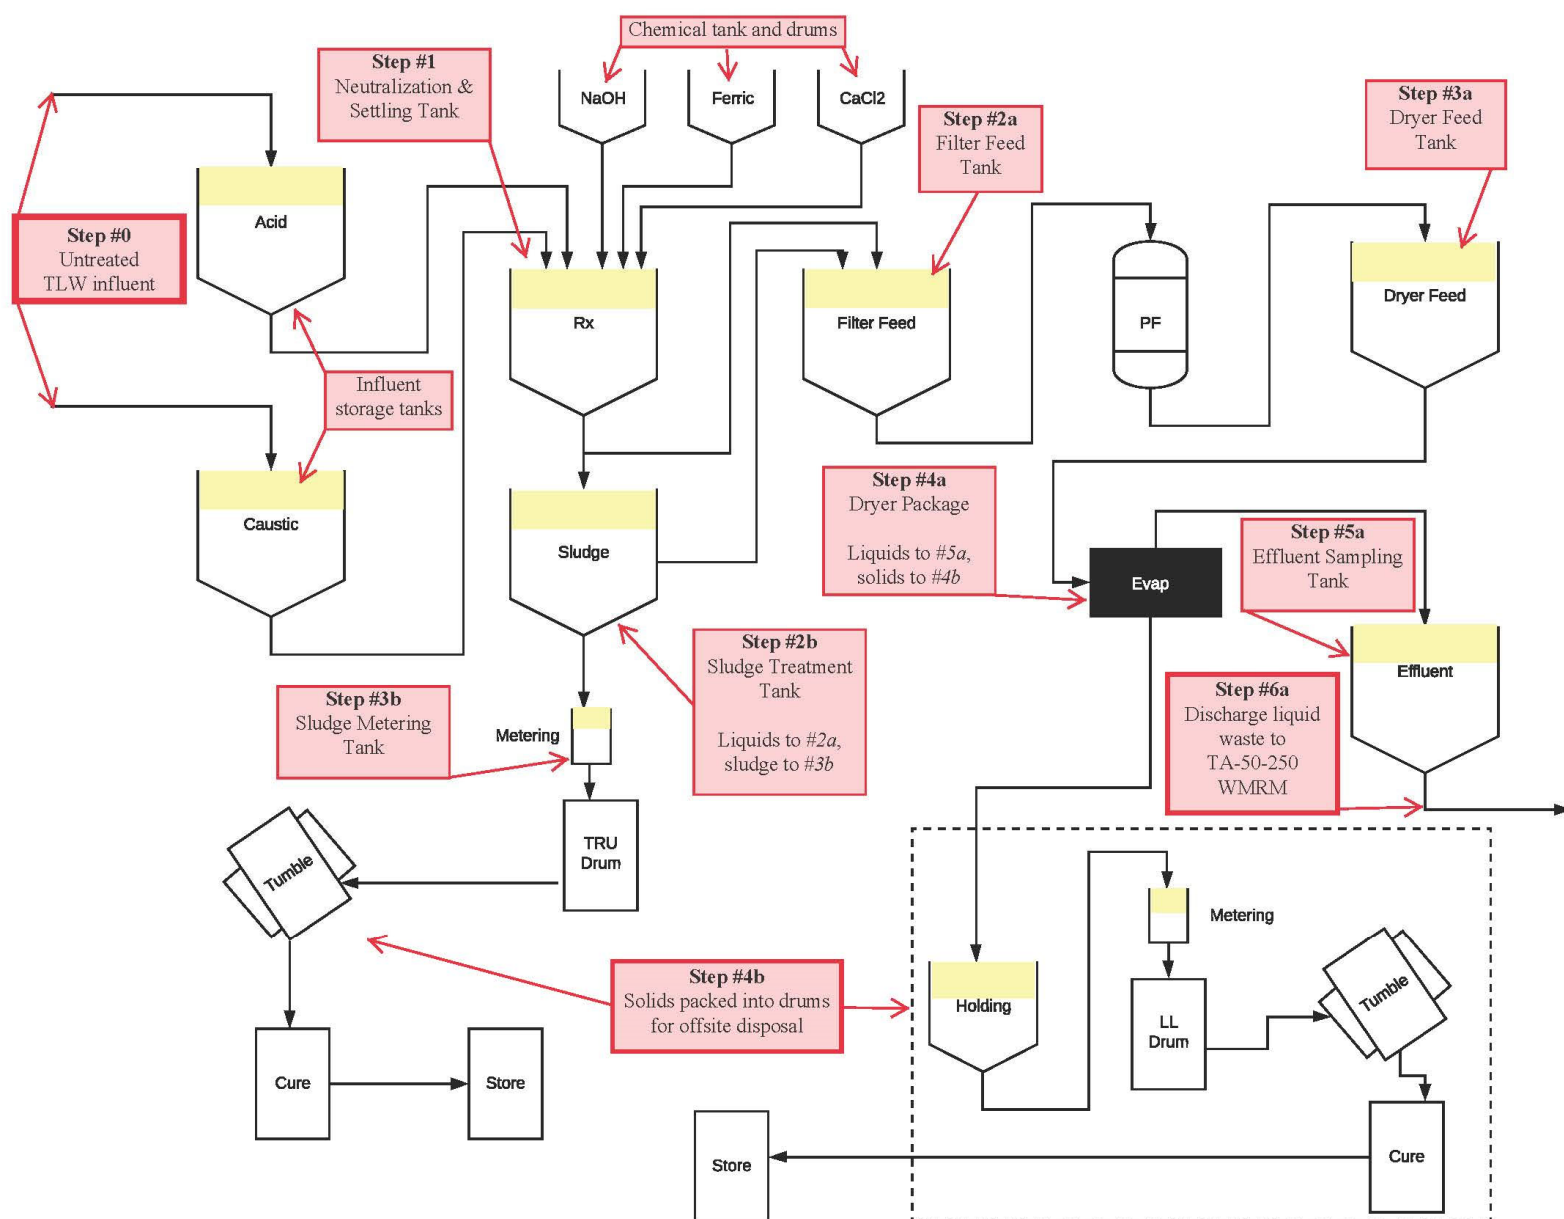 Chemical tank and drums
Step #1
Neutralization &
Settling Tank
NaOH
Ferric
CaCl2
Step #2a
Filter Feed
Tank
Step #3a
Dryer Feed
Tank
Step #0
Untreated
TLW influent
Acid
Rx
Filter Feed
PF
Dryer Feed
Influent
storage tanks
Caustic
Sludge
Step #4a
Dryer Package
Liquids to #5a,
solids to #4b
Evap
Step #5a
Effluent Sampling
Tank
Effluent
Step #2b
Sludge Treatment
Tank
Liquids to #2a,
sludge to #3b
Step #3b
Sludge Metering
Tank
Metering
Step #6a
Discharge liquid
waste to
TA-50-250
WMRM
TRU
Drum
Tumble
Step #4b
Solids packed into drums
for offsite disposal
Cure
Store
Holding
Metering
LL
Drum
Tumble
Cure
Store